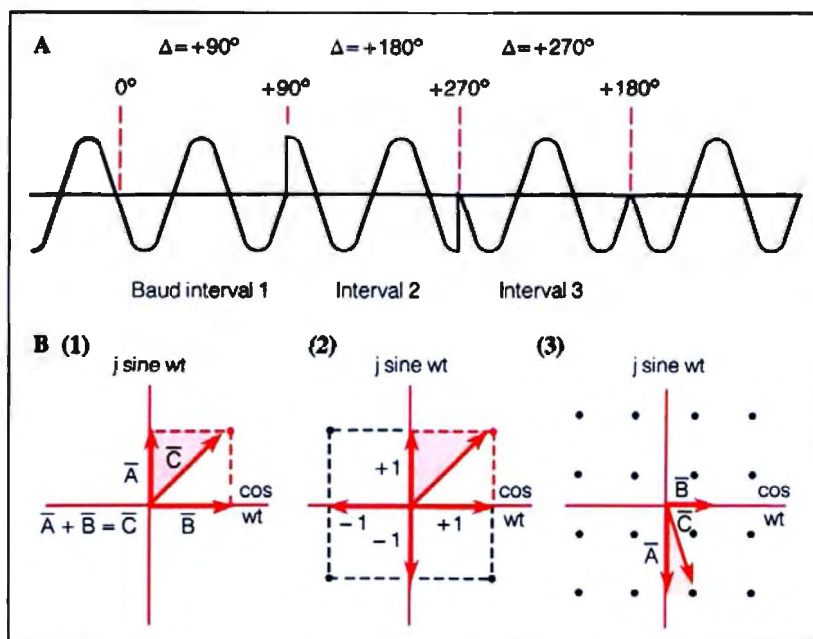 A Δ=+90° Δ=+180° Δ=+270°
0° +90° +270° +180°
Baud interval 1 Interval 2 Interval 3
B (1) (2) (3)
j sine wt j sine wt j sine wt
A̅ C̅ +1 B̅ cos
cos cos wt
A̅ + B̅ = C̅ B̅ wt −1 +1 wt C̅
−1 A̅